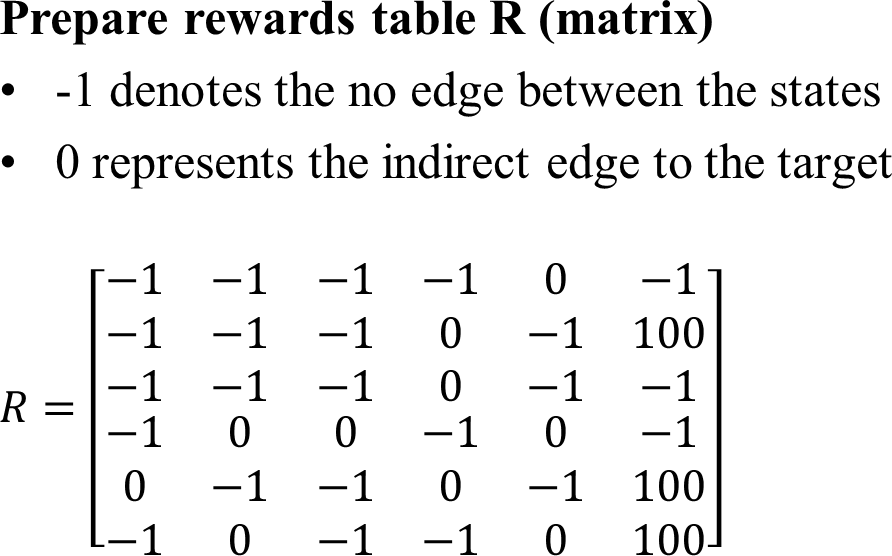 Prepare rewards table R (matrix)
• -1 denotes the no edge between the states
• 0 represents the indirect edge to the target
−1 −1 −1 −1 0 −1
−1 −1 −1 0 −1 100
−1 −1 −1 0 −1 −1
R =
−1 0 0 −1 0 −1
0 −1 −1 0 −1 100
−1 0 −1 −1 0 100